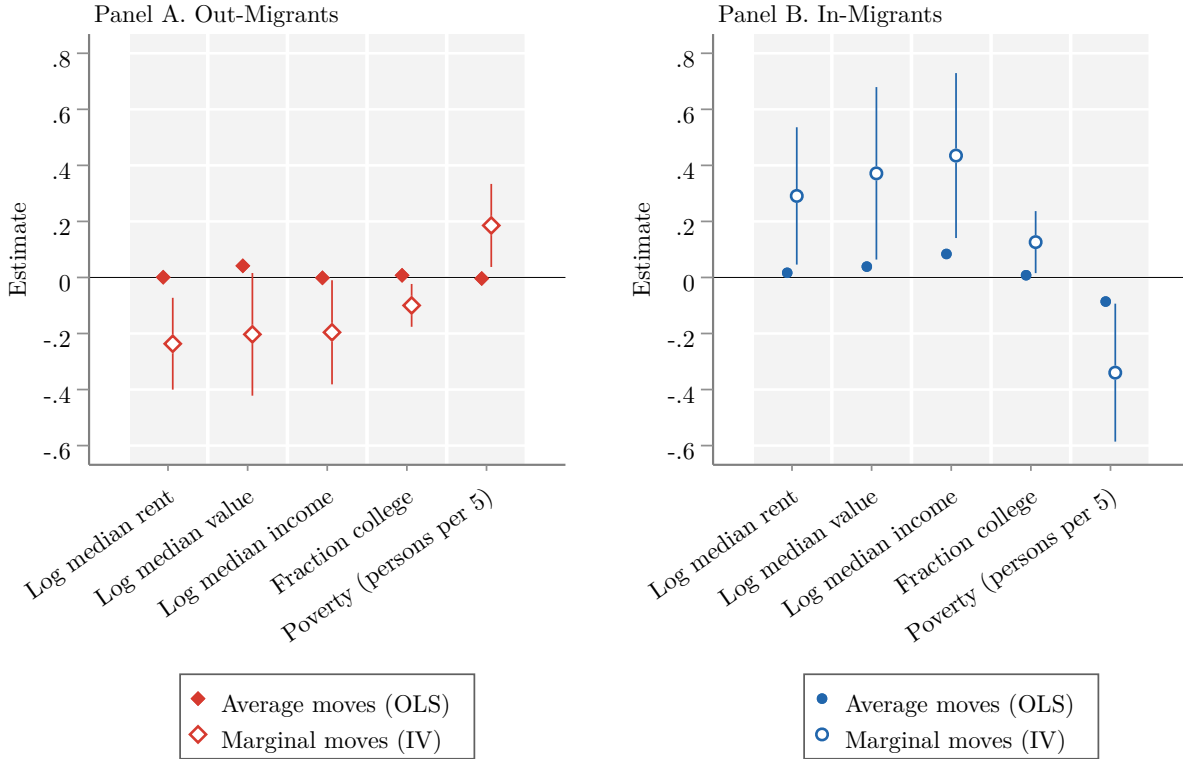 Panel A. Out-Migrants
.8
.6
.4
.2
0
-.2
-.4
-.6
Estimate
Log median rent
Log median value
Log median income
Fraction college
Poverty (persons per 5)
Average moves (OLS)
Marginal moves (IV)
Panel B. In-Migrants
.8
.6
.4
.2
0
-.2
-.4
-.6
Estimate
Log median rent
Log median value
Log median income
Fraction college
Poverty (persons per 5)
Average moves (OLS)
Marginal moves (IV)